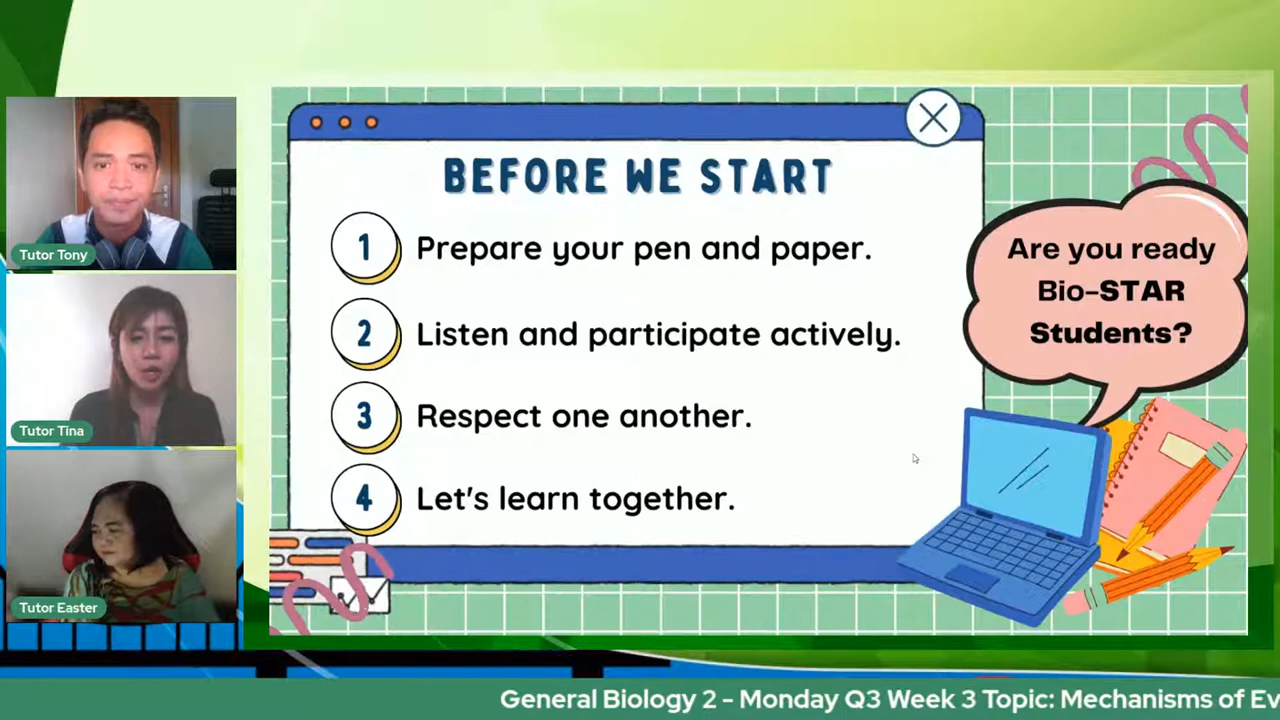 Tutor Tony
Tutor Tina
Tutor Easter
BEFORE WE START
1 Prepare your pen and paper.
2 Listen and participate actively.
3 Respect one another.
4 Let's learn together.
Are you ready
Bio-STAR
Students?
General Biology 2 - Monday Q3 Week 3 Topic: Mechanisms of Ev